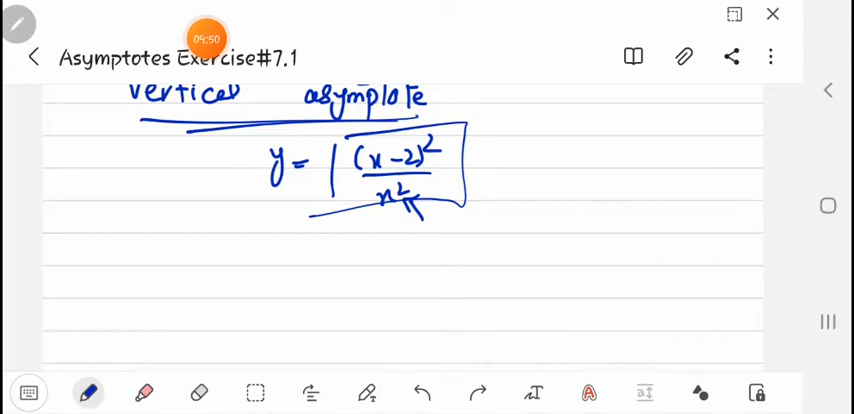 09:50
Asymptotes Exercise#7.1
vertical asymptote
y = (x-2)²
x²